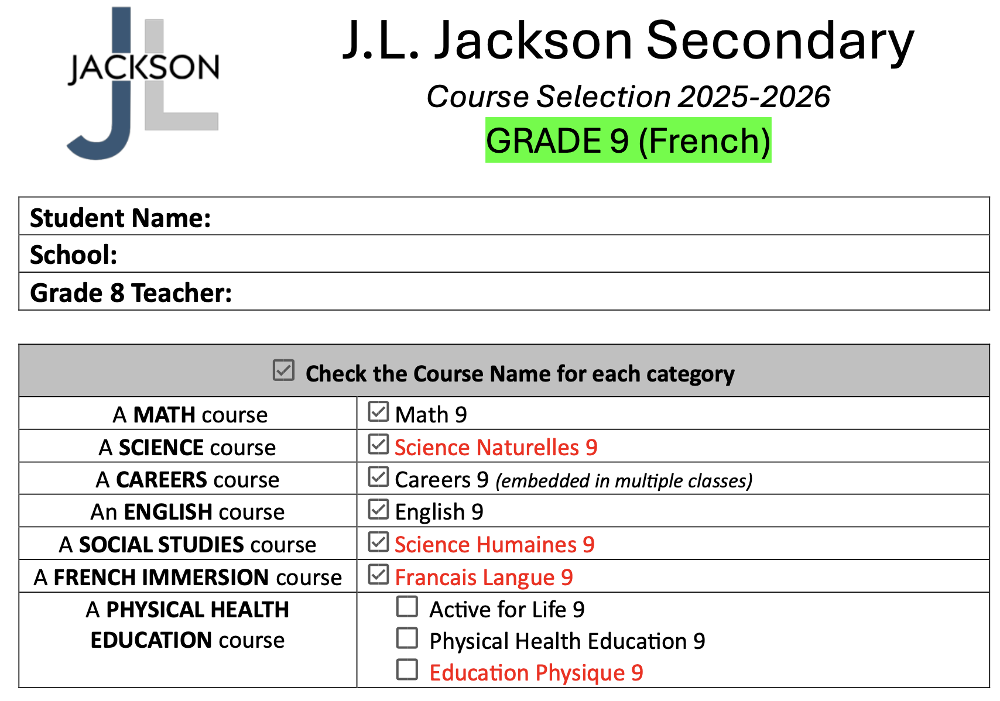 JACKSON
J.L. Jackson Secondary
Course Selection 2025-2026
GRADE 9 (French)
Student Name:
School:
Grade 8 Teacher:
☑ Check the Course Name for each category
A MATH course ☑ Math 9
A SCIENCE course ☑ Science Naturelles 9
A CAREERS course ☑ Careers 9 (embedded in multiple classes)
An ENGLISH course ☑ English 9
A SOCIAL STUDIES course ☑ Science Humaines 9
A FRENCH IMMERSION course ☑ Francais Langue 9
A PHYSICAL HEALTH
EDUCATION course
☐ Active for Life 9
☐ Physical Health Education 9
☐ Education Physique 9